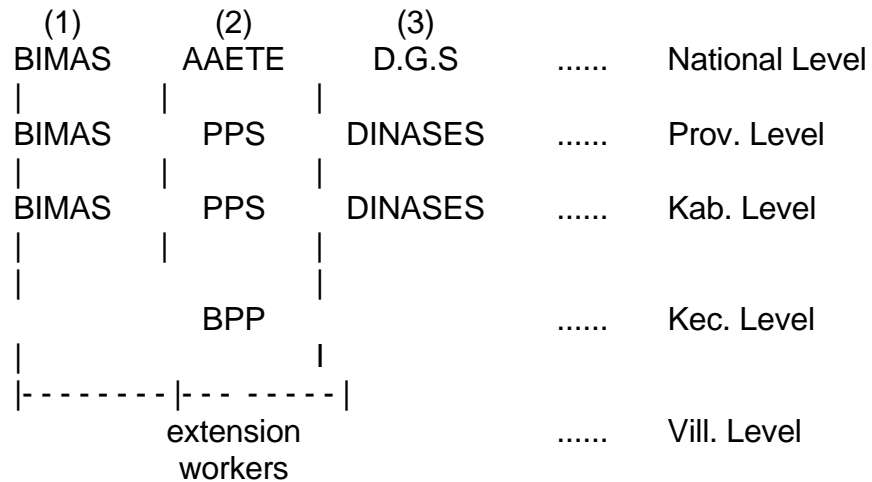 (1) (2) (3)
BIMAS AAETE D.G.S ...... National Level
| | |
BIMAS PPS DINASES ...... Prov. Level
| | |
BIMAS PPS DINASES ...... Kab. Level
| | |
| |
BPP ...... Kec. Level
| I
|- - - - - - - - |- - - - - - - - |
extension ...... Vill. Level
workers